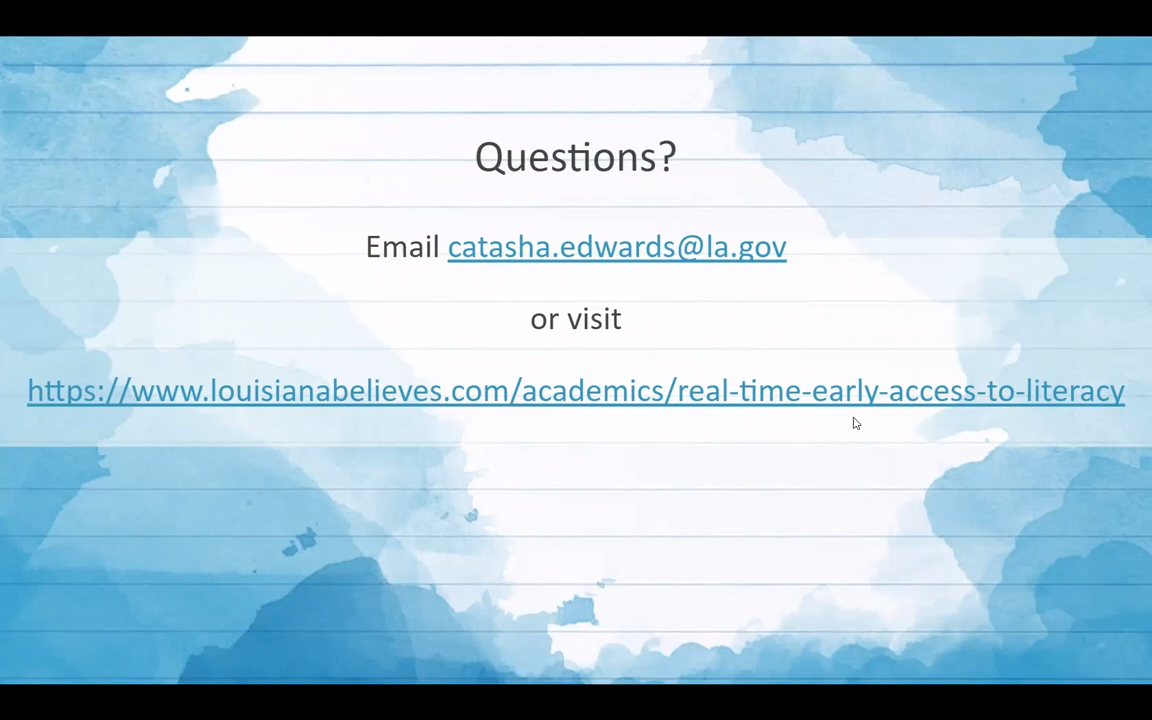 Questions?
Email catasha.edwards@la.gov
or visit
https://www.louisianabelieves.com/academics/real-time-early-access-to-literacy